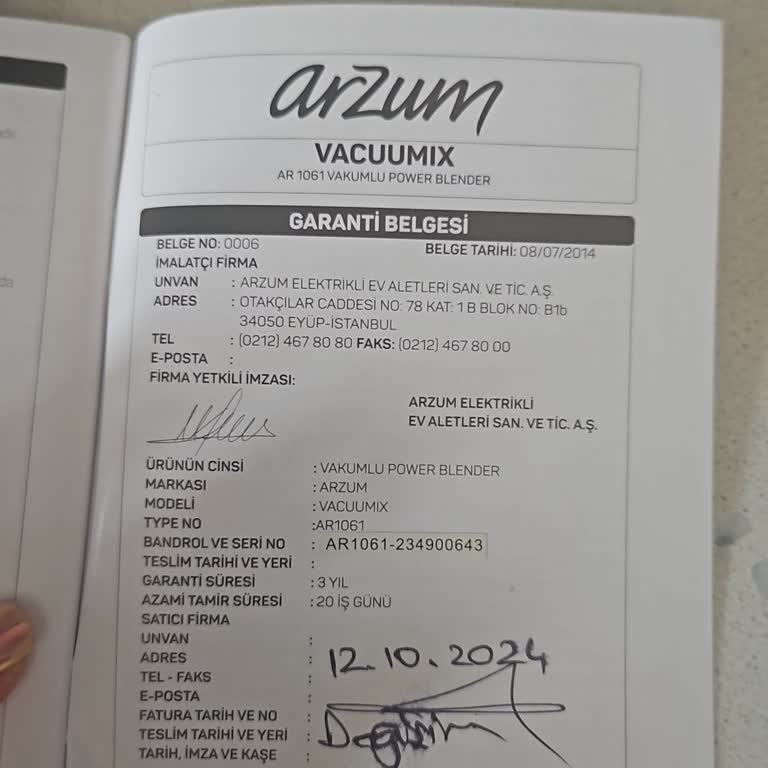 arzum
VACUUMIX
AR 1061 VAKUMLU POWER BLENDER
GARANTİ BELGESİ
BELGE NO: 0006 BELGE TARİHİ: 08/07/2014
İMALATÇI FİRMA
UNVAN : ARZUM ELEKTRİKLİ EV ALETLERİ SAN. VE TİC. A.Ş.
ADRES : OTAKÇILAR CADDESİ NO: 78 KAT: 1 B BLOK NO: B1b
34050 EYÜP-İSTANBUL
TEL : (0212) 467 80 80 FAKS: (0212) 467 80 00
E-POSTA :
FİRMA YETKİLİ İMZASI:
ARZUM ELEKTRİKLİ
EV ALETLERİ SAN. VE TİC. A.Ş.
ÜRÜNÜN CİNSİ : VAKUMLU POWER BLENDER
MARKASI : ARZUM
MODELİ : VACUUMIX
TYPE NO :AR1061
BANDROL VE SERİ NO : AR1061-234900643
TESLİM TARİHİ VE YERİ :
GARANTİ SÜRESİ : 3 YIL
AZAMİ TAMİR SÜRESİ : 20 İŞ GÜNÜ
SATICI FİRMA
UNVAN :
ADRES : 12.10.2024
TEL - FAKS :
E-POSTA :
FATURA TARİH VE NO :
TESLİM TARİHİ VE YERİ :
TARİH, İMZA VE KAŞE :